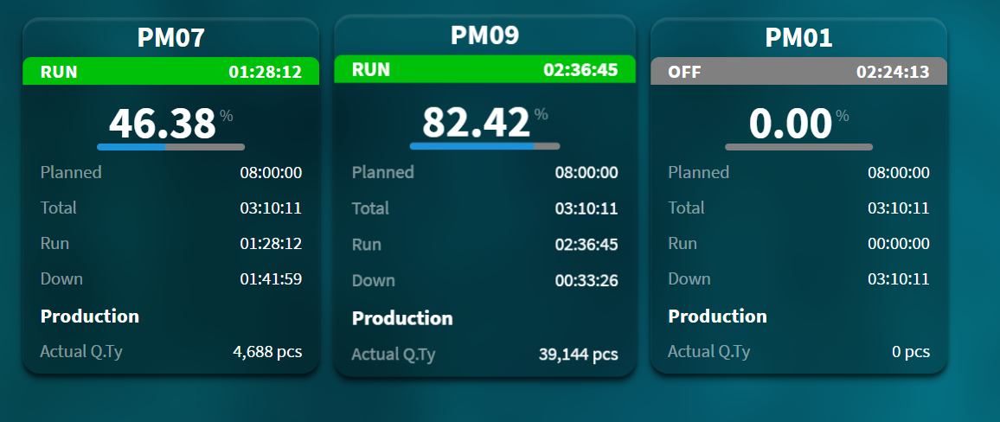 PM07
RUN 01:28:12
46.38 %
Planned 08:00:00
Total 03:10:11
Run 01:28:12
Down 01:41:59
Production
Actual Q.Ty 4,688 pcs
PM09
RUN 02:36:45
82.42 %
Planned 08:00:00
Total 03:10:11
Run 02:36:45
Down 00:33:26
Production
Actual Q.Ty 39,144 pcs
PM01
OFF 02:24:13
0.00 %
Planned 08:00:00
Total 03:10:11
Run 00:00:00
Down 03:10:11
Production
Actual Q.Ty 0 pcs